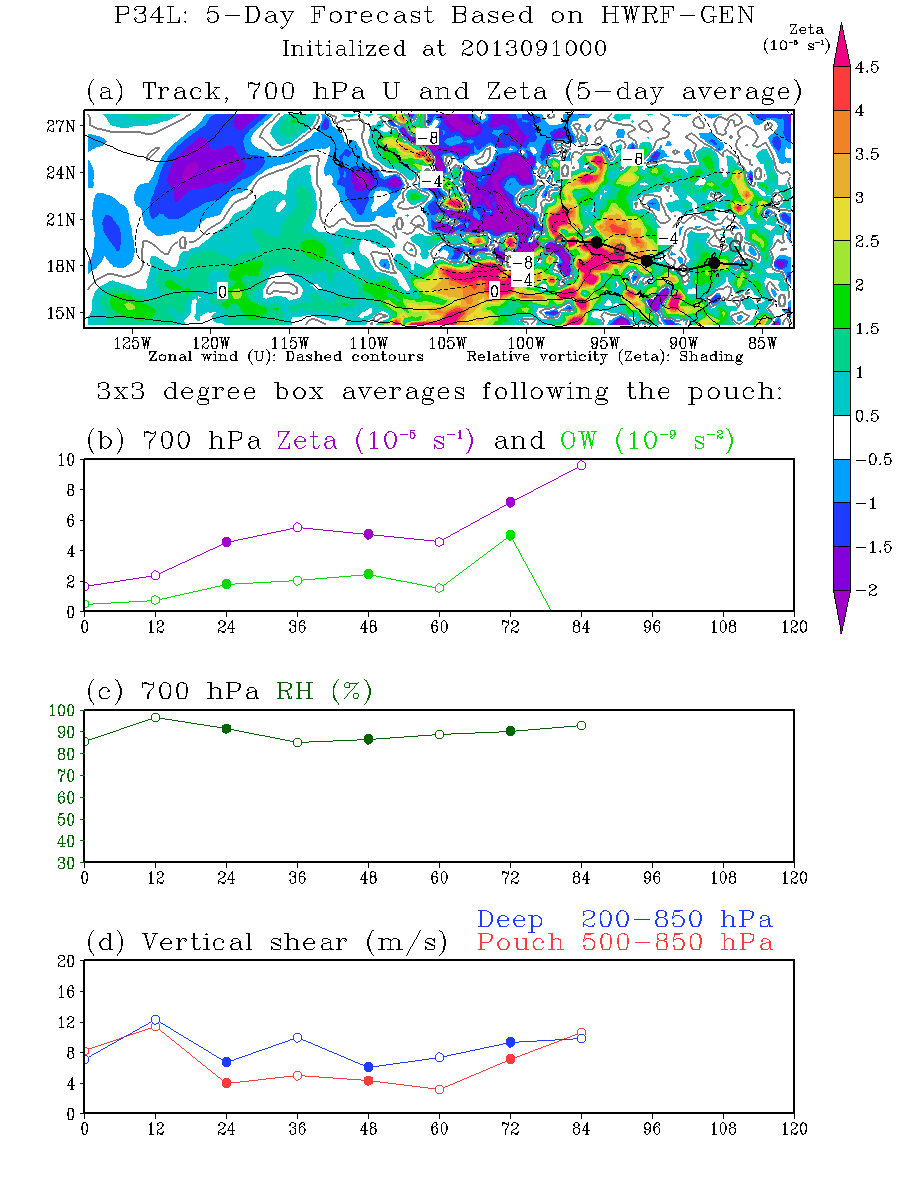 P34L: 5-Day Forecast Based on HWRF-GEN
Initialized at 2013091000
Zeta
(10⁻⁵ s⁻¹)
(a) Track, 700 hPa U and Zeta (5-day average)
27N
24N
21N
18N
15N
-8
-4
-8
-4
-8
-4
0
0
0
0
0
0
125W 120W 115W 110W 105W 100W 95W 90W 85W
Zonal wind (U): Dashed contours Relative vorticity (Zeta): Shading
4.5
4
3.5
3
2.5
2
1.5
1
0.5
-0.5
-1
-1.5
-2
3x3 degree box averages following the pouch:
(b) 700 hPa Zeta (10⁻⁵ s⁻¹) and OW (10⁻⁹ s⁻²)
10
8
6
4
2
0
0 12 24 36 48 60 72 84 96 108 120
(c) 700 hPa RH (%)
100
90
80
70
60
50
40
30
0 12 24 36 48 60 72 84 96 108 120
Deep 200-850 hPa
(d) Vertical shear (m/s) Pouch 500-850 hPa
20
16
12
8
4
0
0 12 24 36 48 60 72 84 96 108 120